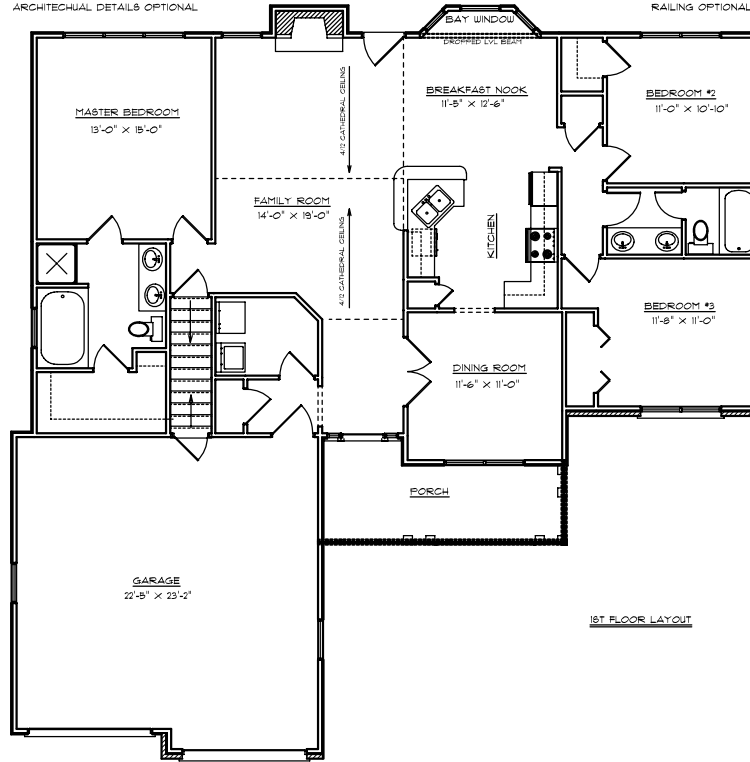 ARCHITECHUAL DETAILS OPTIONAL
RAILING OPTIONAL
BAY WINDOW
DROPPED LVL BEAM
MASTER BEDROOM
13'-0" X 15'-0"
4/12 CATHEDRAL CEILING
BREAKFAST NOOK
11'-5" X 12'-6"
BEDROOM #2
11'-0" X 10'-10"
FAMILY ROOM
14'-0" X 19'-0"
4/12 CATHEDRAL CEILING
KITCHEN
BEDROOM #3
11'-8" X 11'-0"
DINING ROOM
11'-6" X 11'-0"
PORCH
GARAGE
22'-5" X 23'-2"
1ST FLOOR LAYOUT